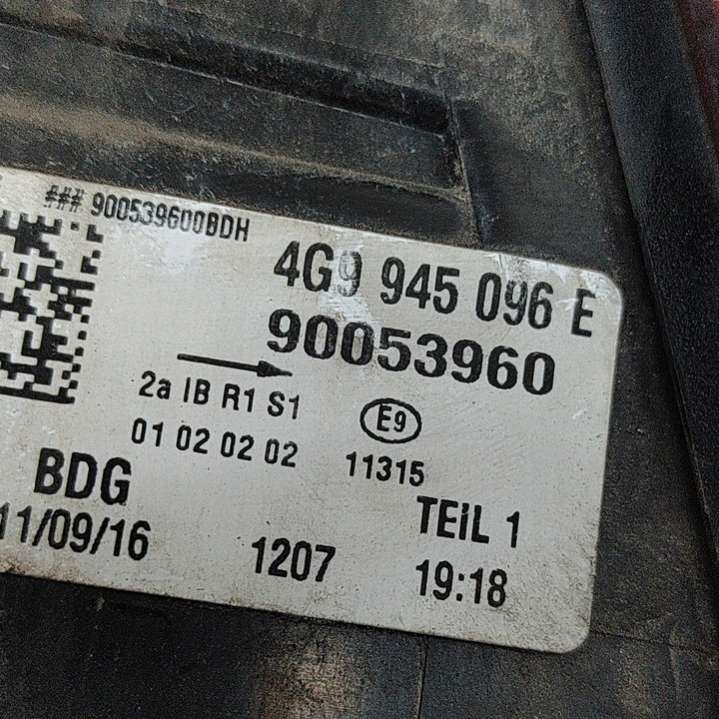 ### 900539600BDH
4G9 945 096 E
90053960
2a IB R1 S1
E9
01 02 02 02
11315
BDG
TEiL 1
11/09/16
1207
19:18